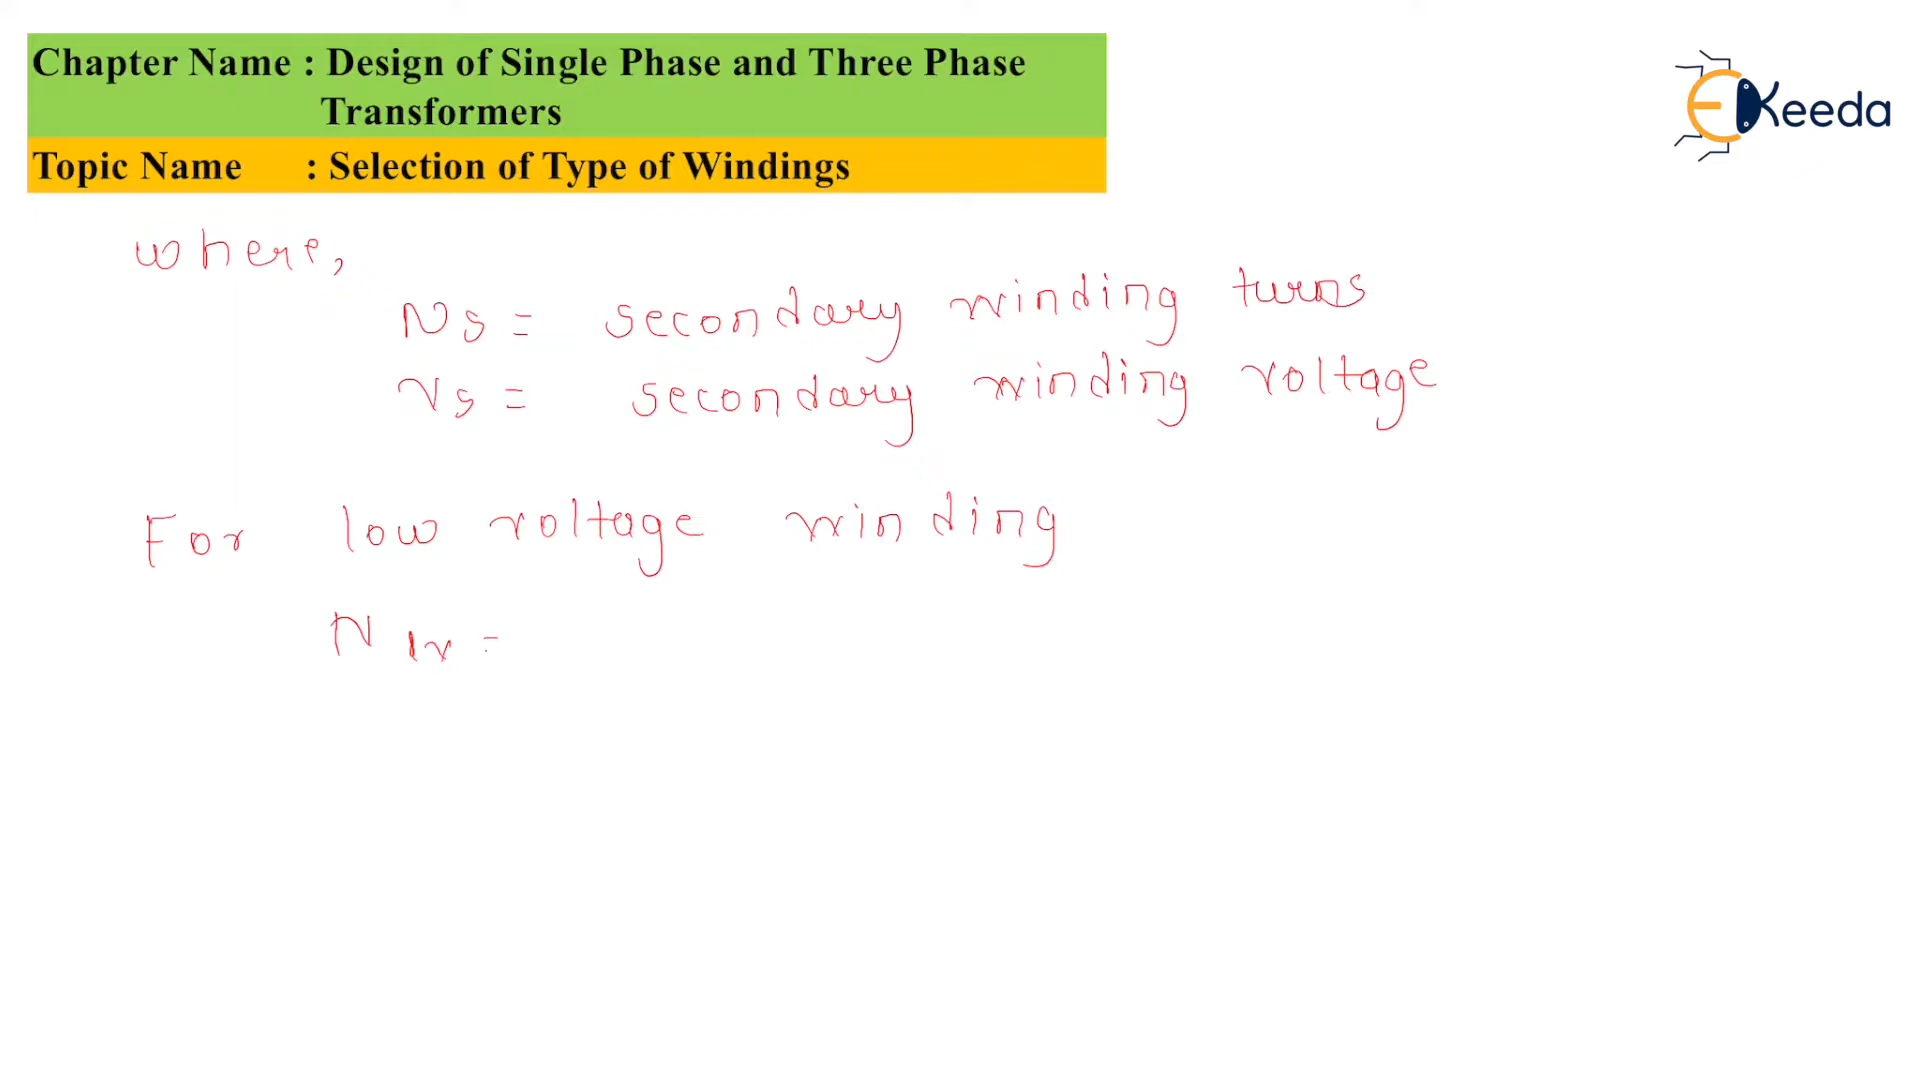 Chapter Name : Design of Single Phase and Three Phase
Transformers
Topic Name : Selection of Type of Windings
Keeda
where,
Ns = secondary winding turns
Vs = secondary winding voltage
For low voltage winding
N lv =